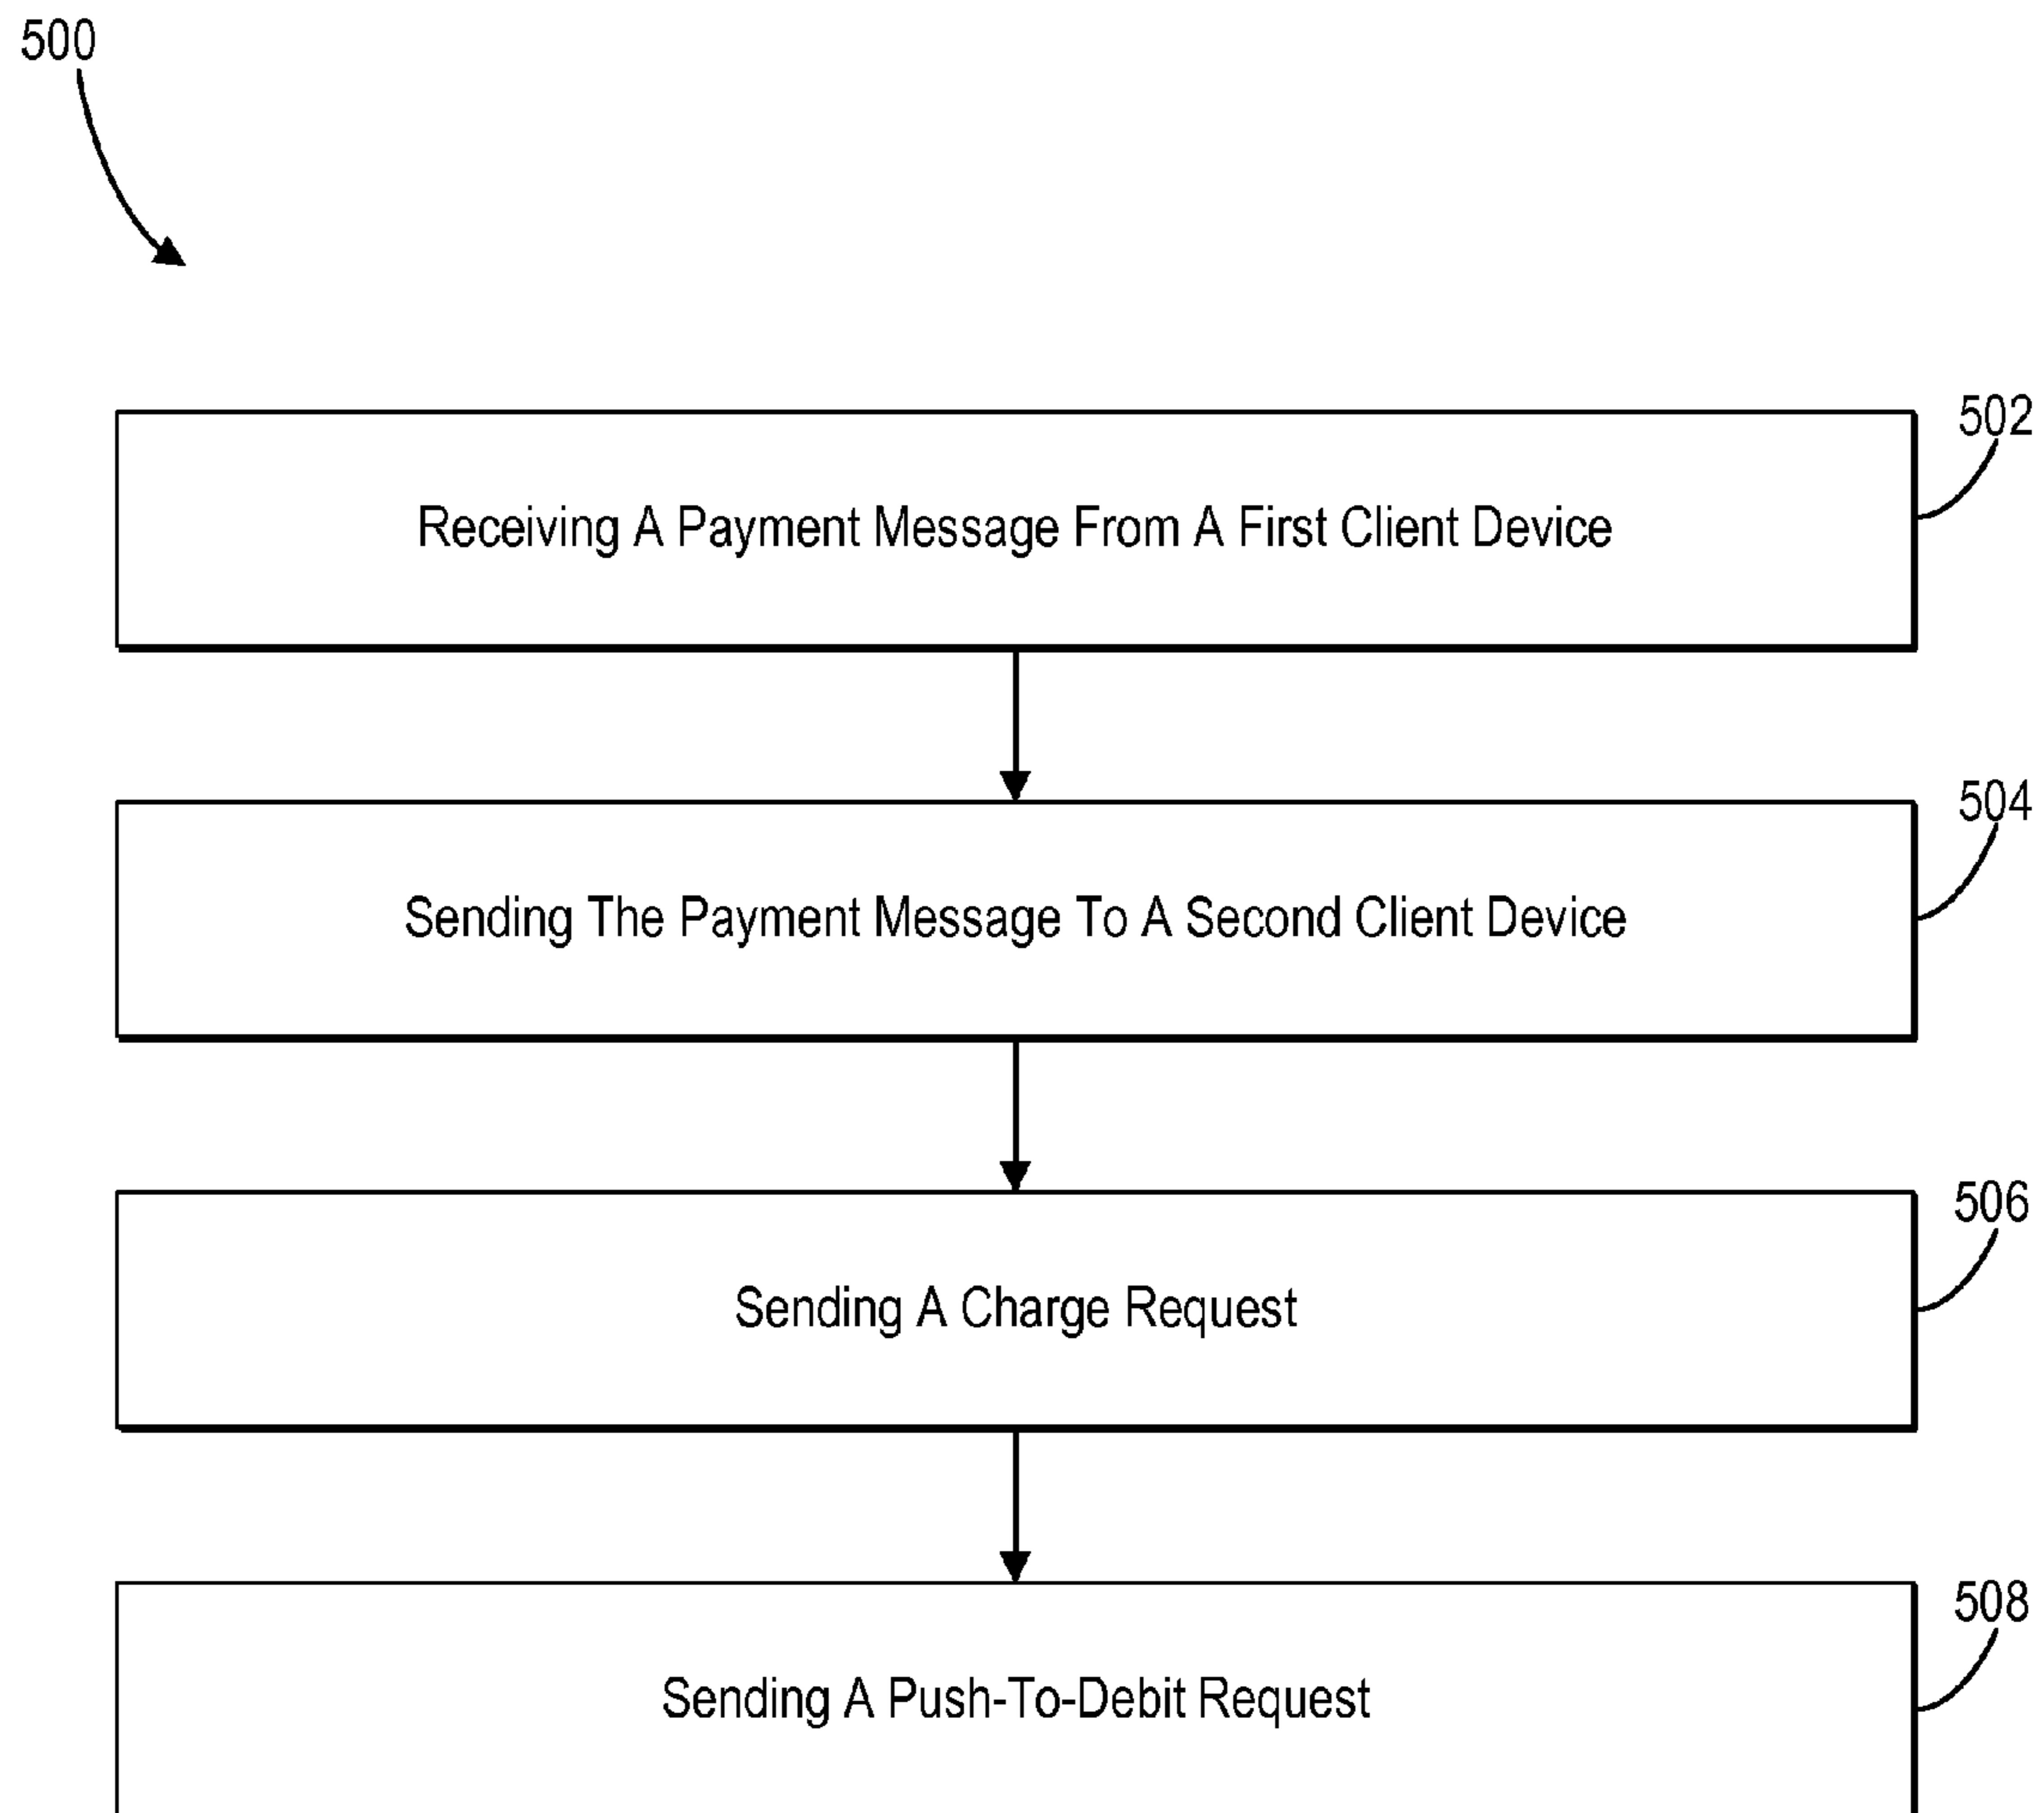 500
502
Receiving A Payment Message From A First Client Device
504
Sending The Payment Message To A Second Client Device
506
Sending A Charge Request
508
Sending A Push-To-Debit Request